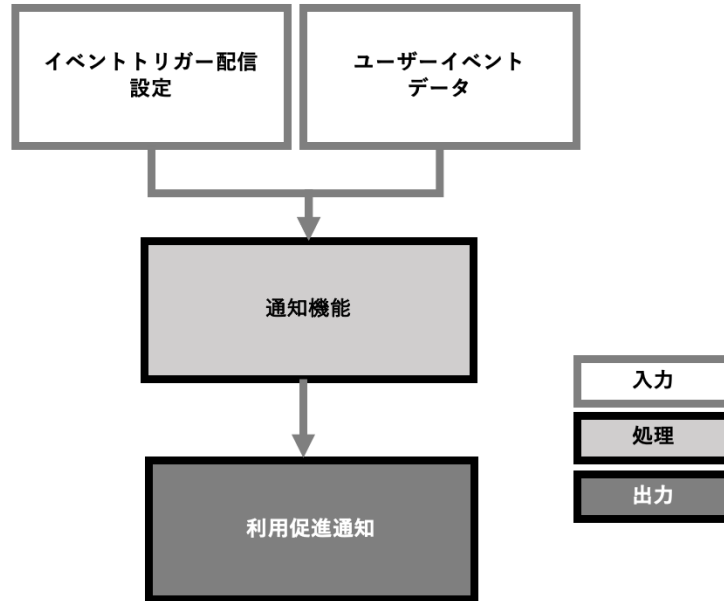 イベントトリガー配信
設定
ユーザーイベント
データ
通知機能
利用促進通知
入力
処理
出力